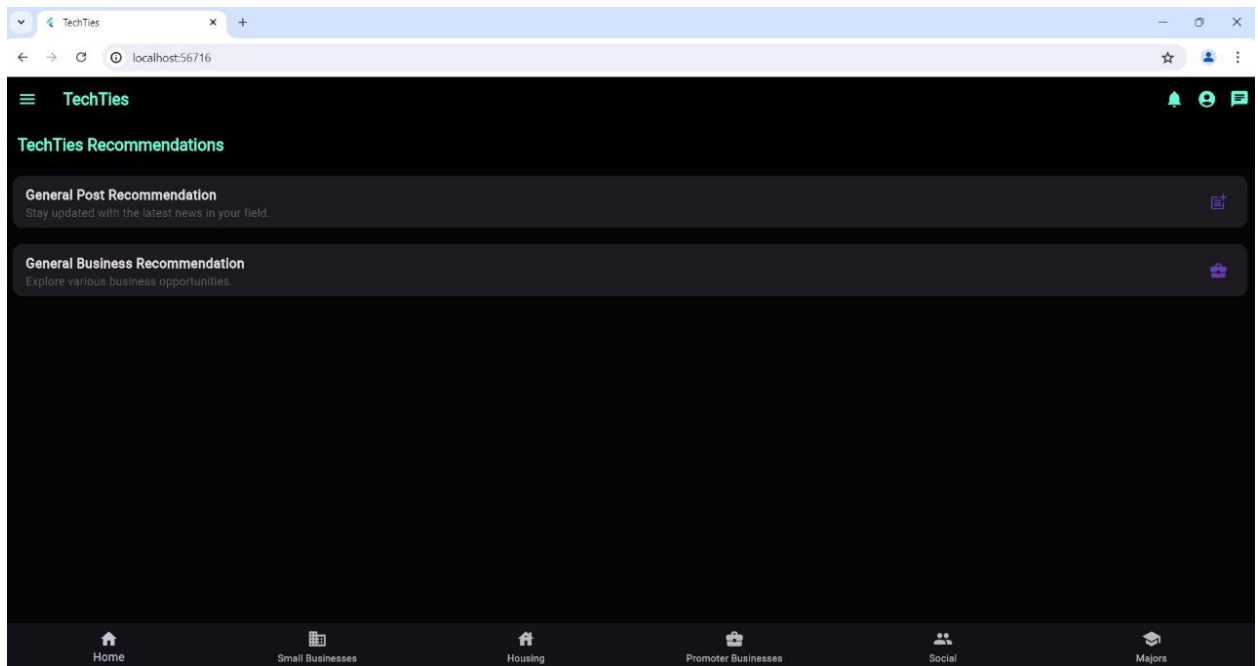 TechTies
localhost:56716
TechTies
TechTies Recommendations
General Post Recommendation
Stay updated with the latest news in your field.
General Business Recommendation
Explore various business opportunities.
Home Small Businesses Housing Promoter Businesses Social Majors